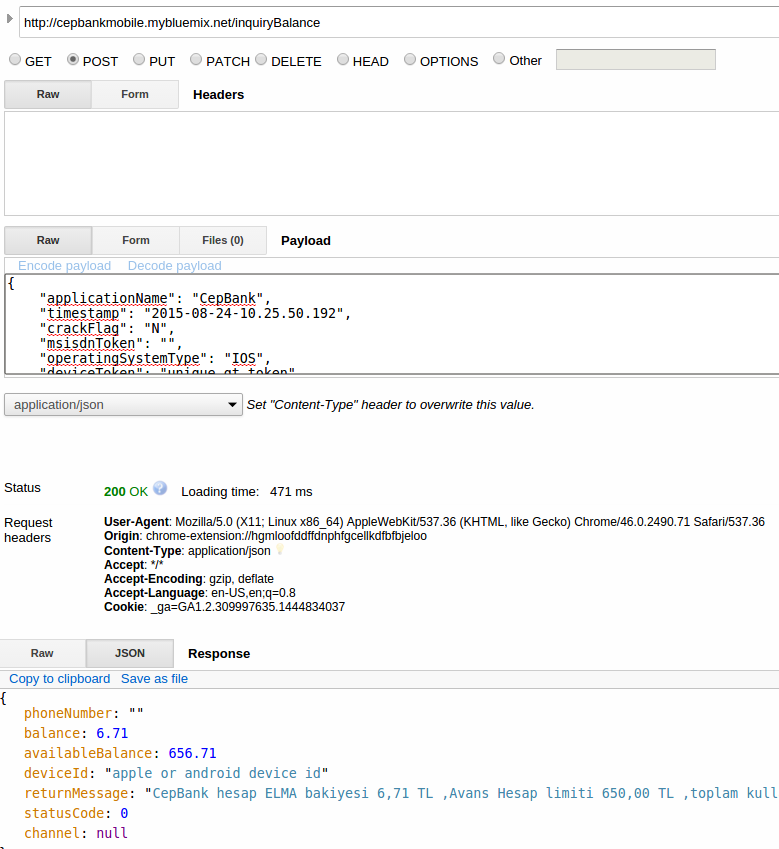 http://cepbankmobile.mybluemix.net/inquiryBalance
GET POST PUT PATCH DELETE HEAD OPTIONS Other
Raw Form Headers
Raw Form Files (0) Payload
Encode payload Decode payload
{
"applicationName": "CepBank",
"timestamp": "2015-08-24-10.25.50.192",
"crackFlag": "N",
"msisdnToken": "",
"operatingSystemType": "IOS",
"deviceToken": "unique gt token"
application/json Set "Content-Type" header to overwrite this value.
Status 200 OK ? Loading time: 471 ms
Request headers
User-Agent: Mozilla/5.0 (X11; Linux x86_64) AppleWebKit/537.36 (KHTML, like Gecko) Chrome/46.0.2490.71 Safari/537.36
Origin: chrome-extension://hgmloofddffdnphfgcellkdfbfbjeloo
Content-Type: application/json
Accept: */*
Accept-Encoding: gzip, deflate
Accept-Language: en-US,en;q=0.8
Cookie: _ga=GA1.2.309997635.1444834037
Raw JSON Response
Copy to clipboard Save as file
{
phoneNumber: ""
balance: 6.71
availableBalance: 656.71
deviceId: "apple or android device id"
returnMessage: "CepBank hesap ELMA bakiyesi 6,71 TL ,Avans Hesap limiti 650,00 TL ,toplam kull
statusCode: 0
channel: null